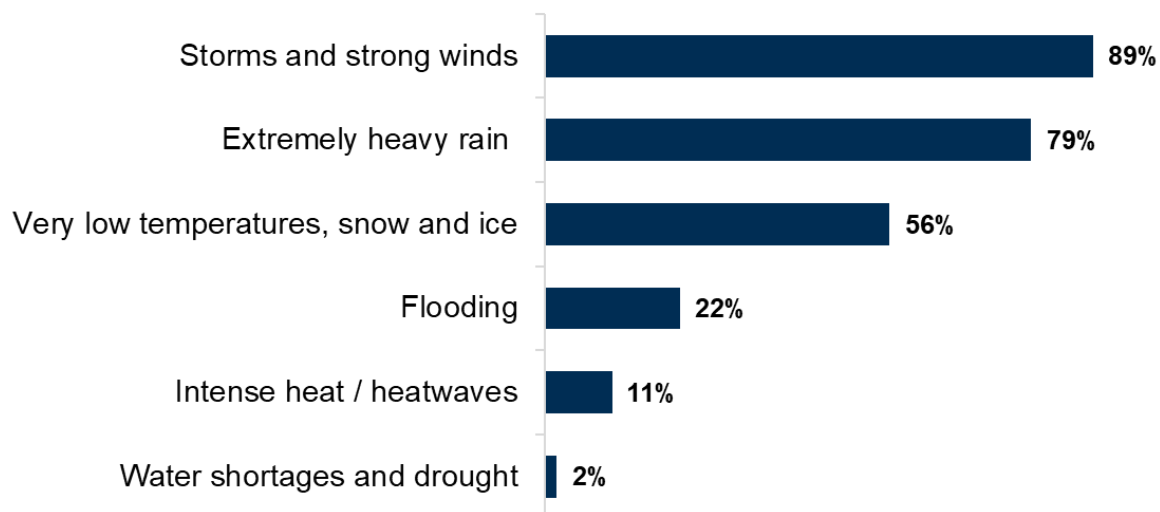 Storms and strong winds 89%
Extremely heavy rain 79%
Very low temperatures, snow and ice 56%
Flooding 22%
Intense heat / heatwaves 11%
Water shortages and drought 2%